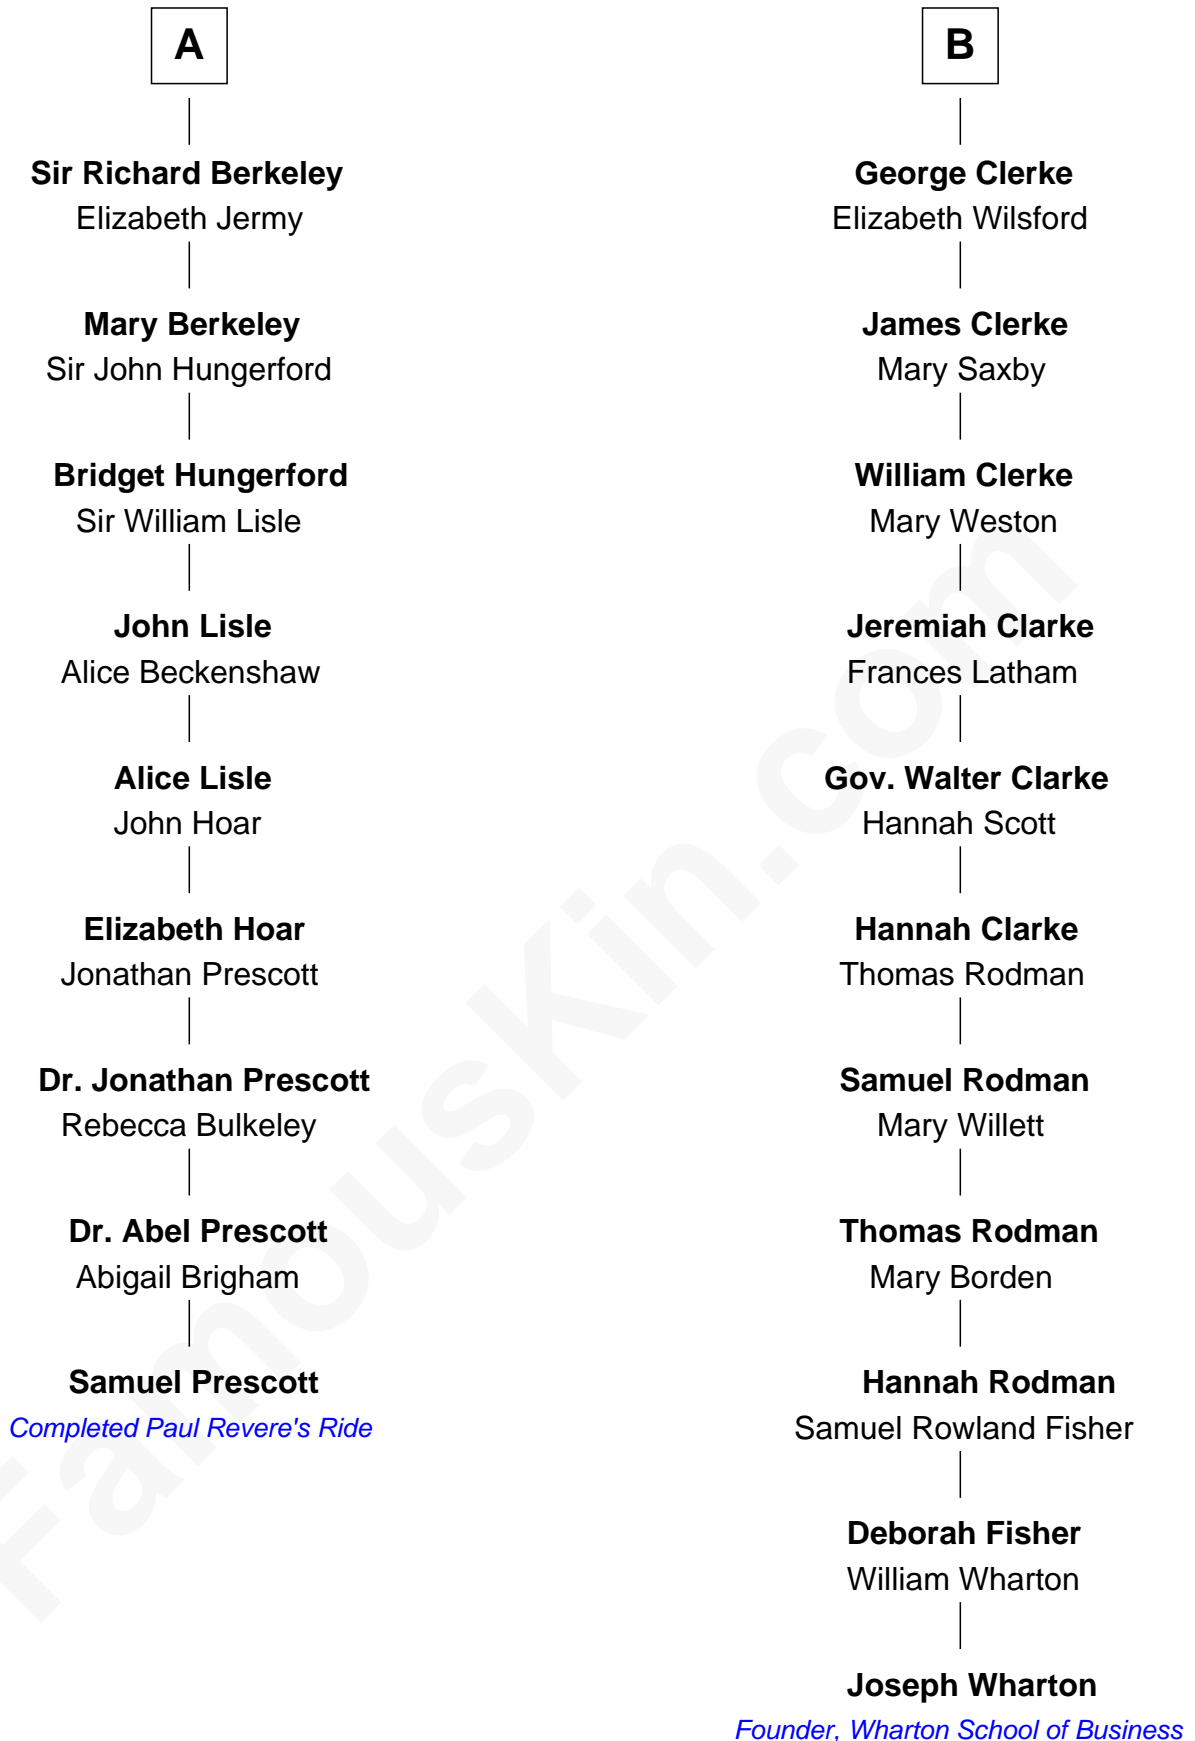 A
Sir Richard Berkeley
Elizabeth Jermy
Mary Berkeley
Sir John Hungerford
Bridget Hungerford
Sir William Lisle
John Lisle
Alice Beckenshaw
Alice Lisle
John Hoar
Elizabeth Hoar
Jonathan Prescott
Dr. Jonathan Prescott
Rebecca Bulkeley
Dr. Abel Prescott
Abigail Brigham
Samuel Prescott
Completed Paul Revere's Ride
B
George Clerke
Elizabeth Wilsford
James Clerke
Mary Saxby
William Clerke
Mary Weston
Jeremiah Clarke
Frances Latham
Gov. Walter Clarke
Hannah Scott
Hannah Clarke
Thomas Rodman
Samuel Rodman
Mary Willett
Thomas Rodman
Mary Borden
Hannah Rodman
Samuel Rowland Fisher
Deborah Fisher
William Wharton
Joseph Wharton
Founder, Wharton School of Business
FamousKin.com